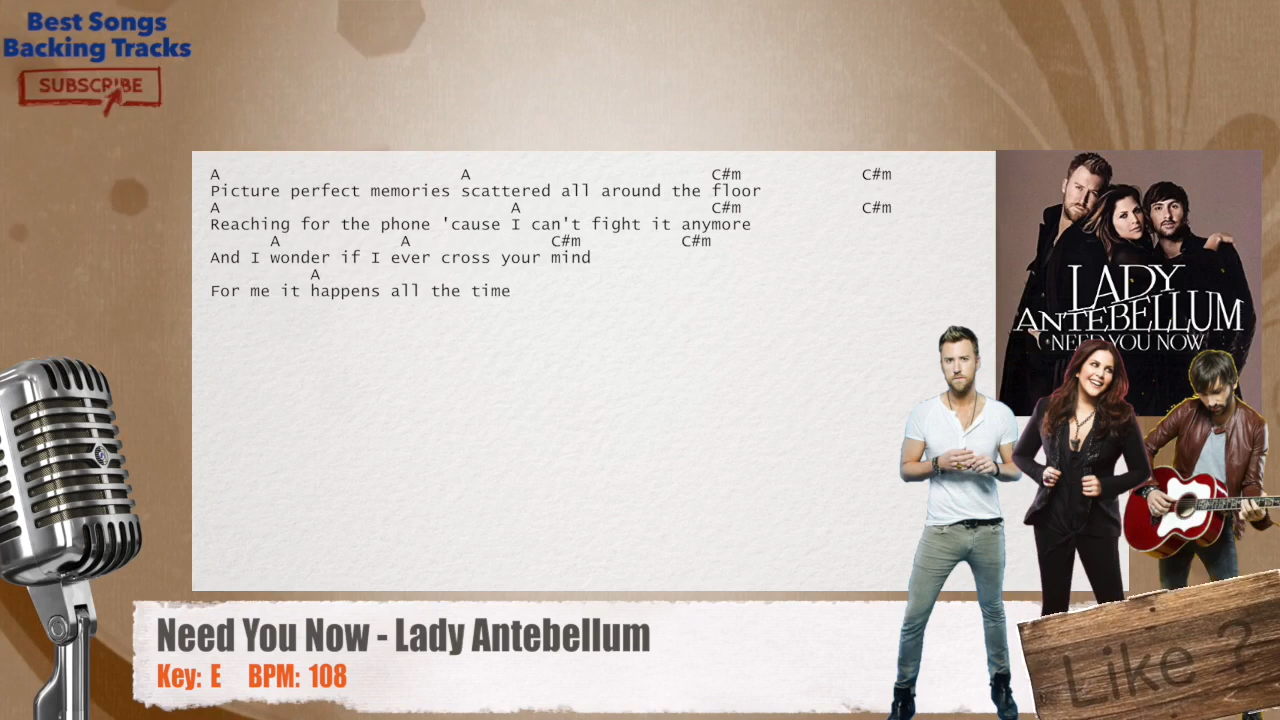 Best Songs
Backing Tracks
SUBSCRIBE
A                        A                        C#m            C#m
Picture perfect memories scattered all around the floor
A                             A                   C#m            C#m
Reaching for the phone 'cause I can't fight it anymore
      A            A              C#m          C#m
And I wonder if I ever cross your mind
          A
For me it happens all the time
LADY
ANTEBELLUM
NEED YOU NOW
Need You Now - Lady Antebellum
Key: E   BPM: 108
Like ?